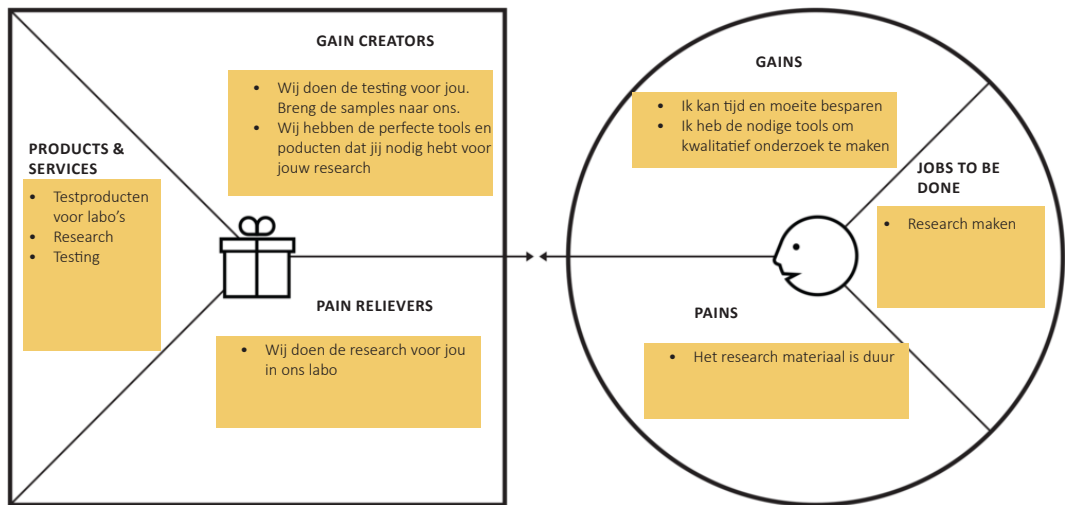 GAIN CREATORS
• Wij doen de testing voor jou.
Breng de samples naar ons.
• Wij hebben de perfecte tools en
poducten dat jij nodig hebt voor
jouw research
PRODUCTS &
SERVICES
• Testproducten
voor labo's
• Research
• Testing
PAIN RELIEVERS
• Wij doen de research voor jou
in ons labo
GAINS
• Ik kan tijd en moeite besparen
• Ik heb de nodige tools om
kwalitatief onderzoek te maken
JOBS TO BE
DONE
• Research maken
PAINS
• Het research materiaal is duur